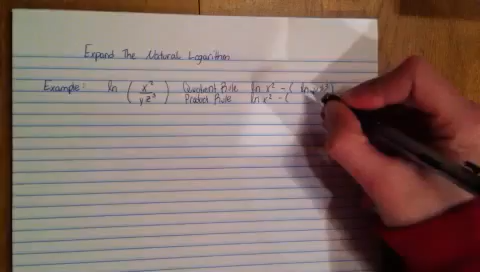 Expand The Natural Logarithm
Example: ln ( x² / yz³ ) Quotient Rule ln x² - ( ln yz³ )
Product Rule ln x² - (